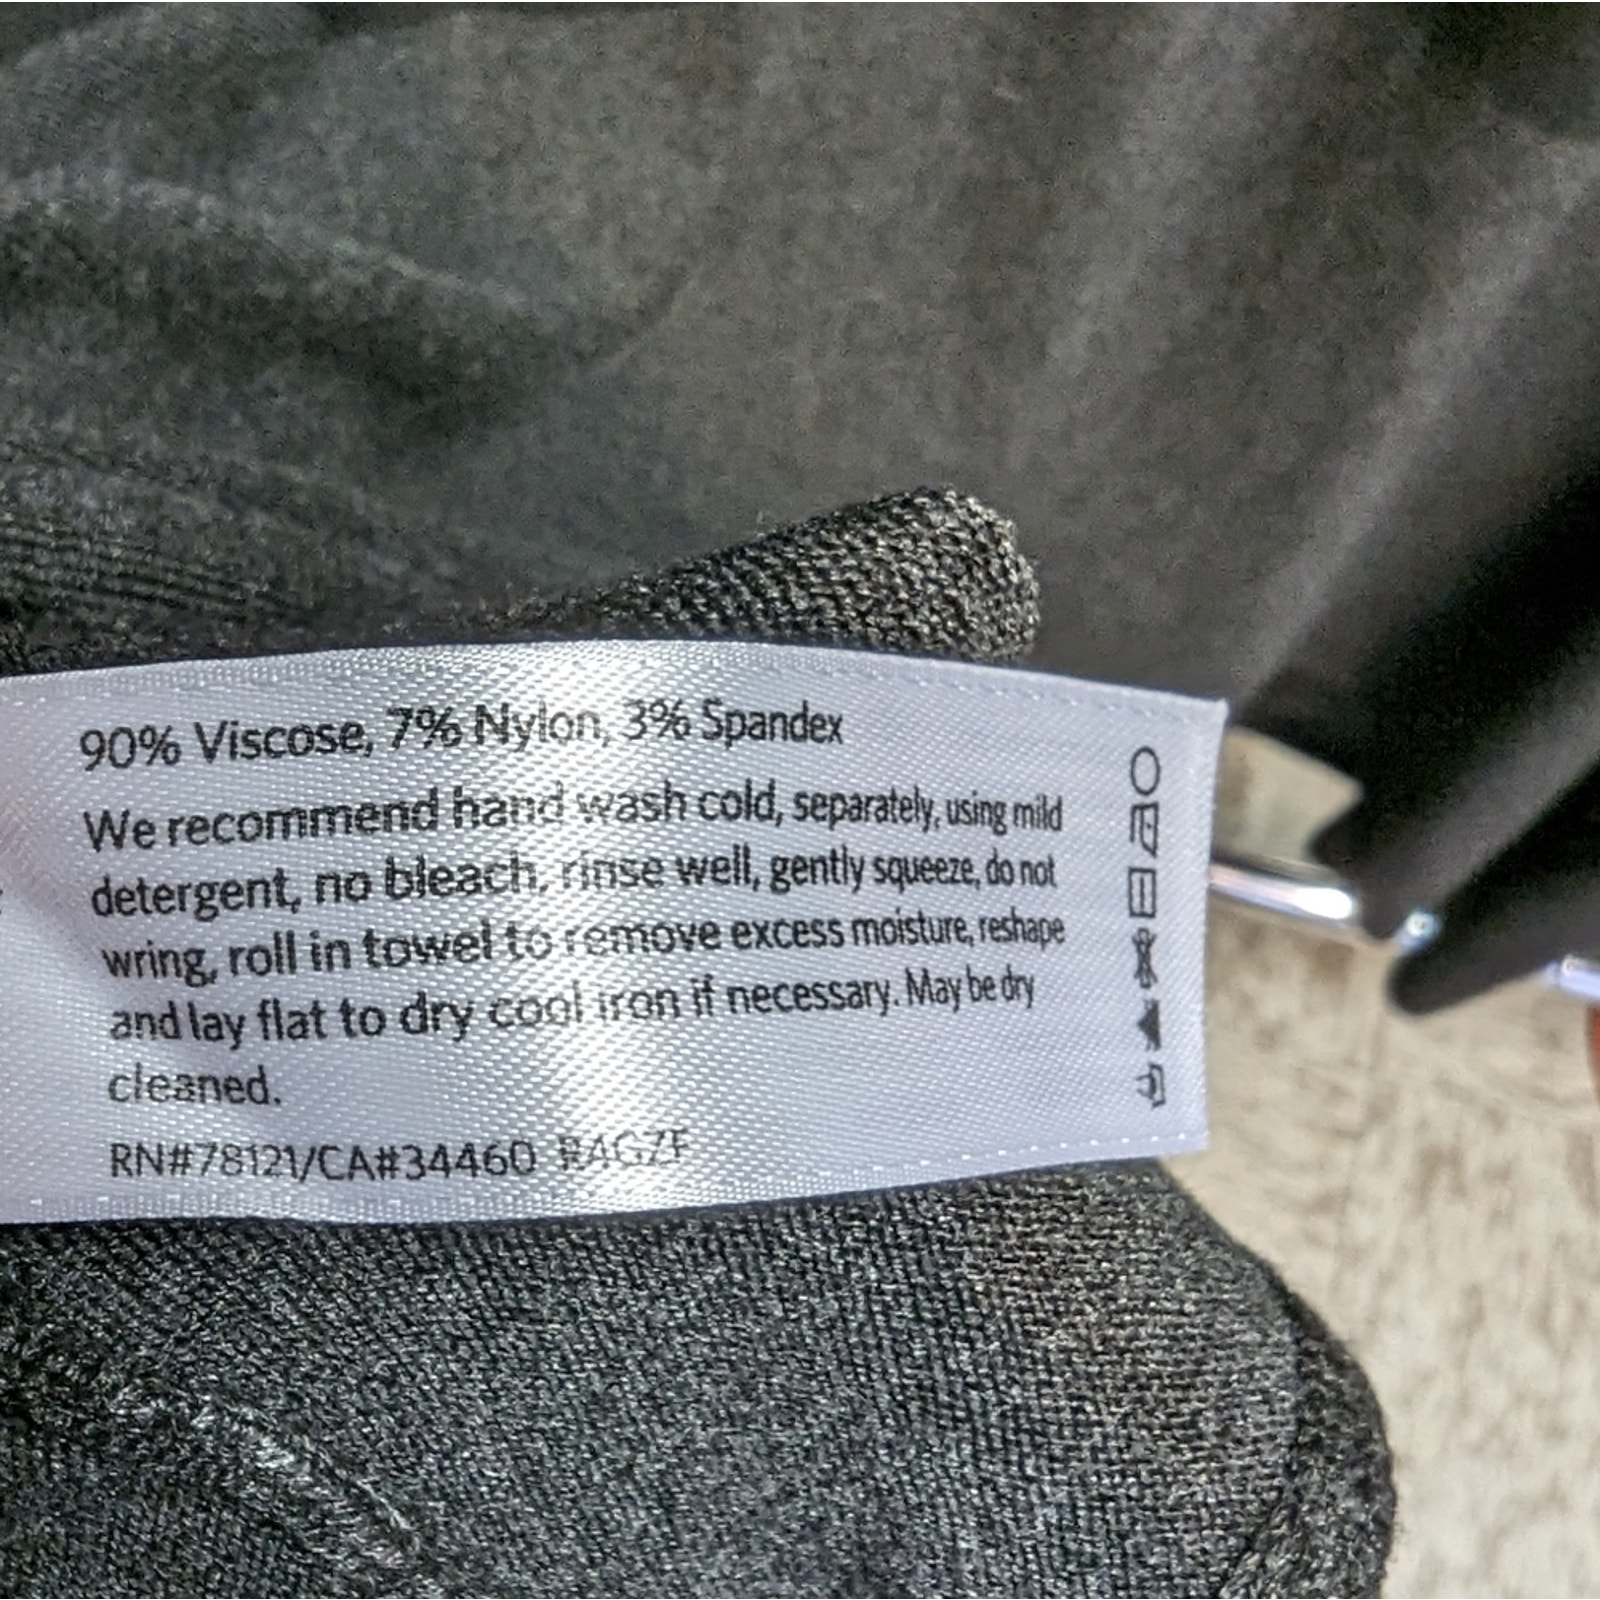 90% Viscose, 7% Nylon, 3% Spandex
We recommend hand wash cold, separately, using mild
detergent, no bleach, rinse well, gently squeeze, do not
wring, roll in towel to remove excess moisture, reshape
and lay flat to dry cool iron if necessary. May be dry
cleaned.
RN#78121/CA#34460